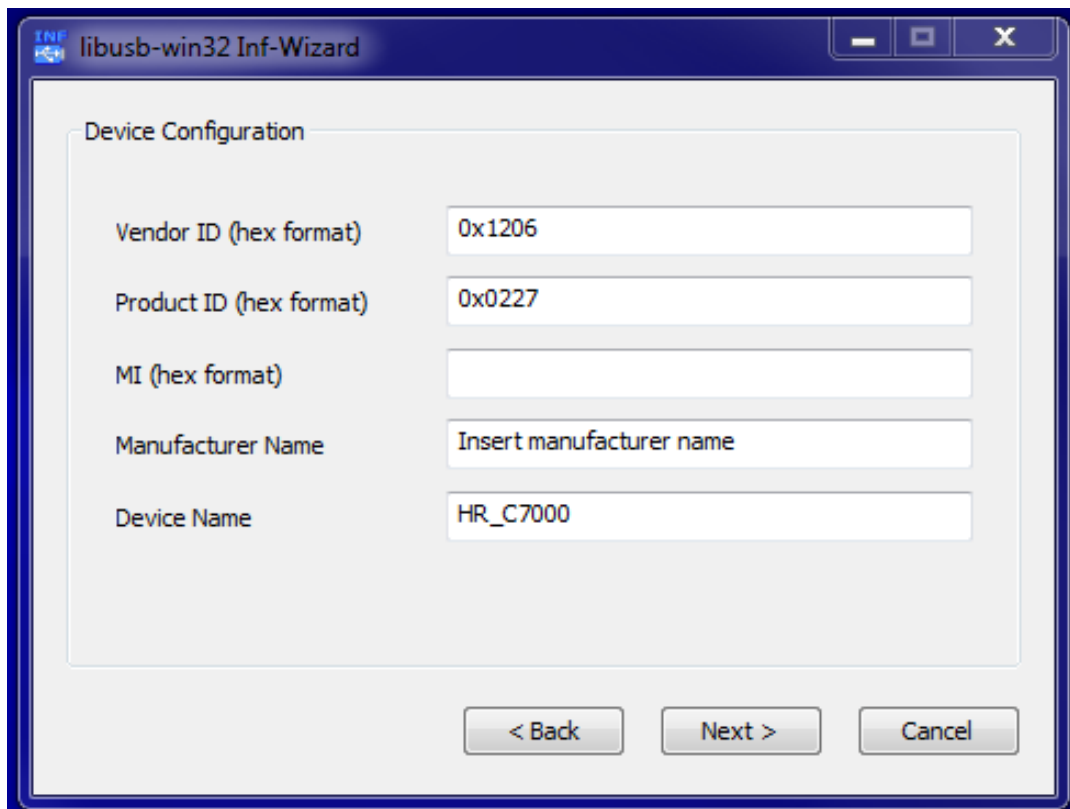 INF
libusb-win32 Inf-Wizard
Device Configuration
Vendor ID (hex format) 0x1206
Product ID (hex format) 0x0227
MI (hex format)
Manufacturer Name Insert manufacturer name
Device Name HR_C7000
< Back Next > Cancel